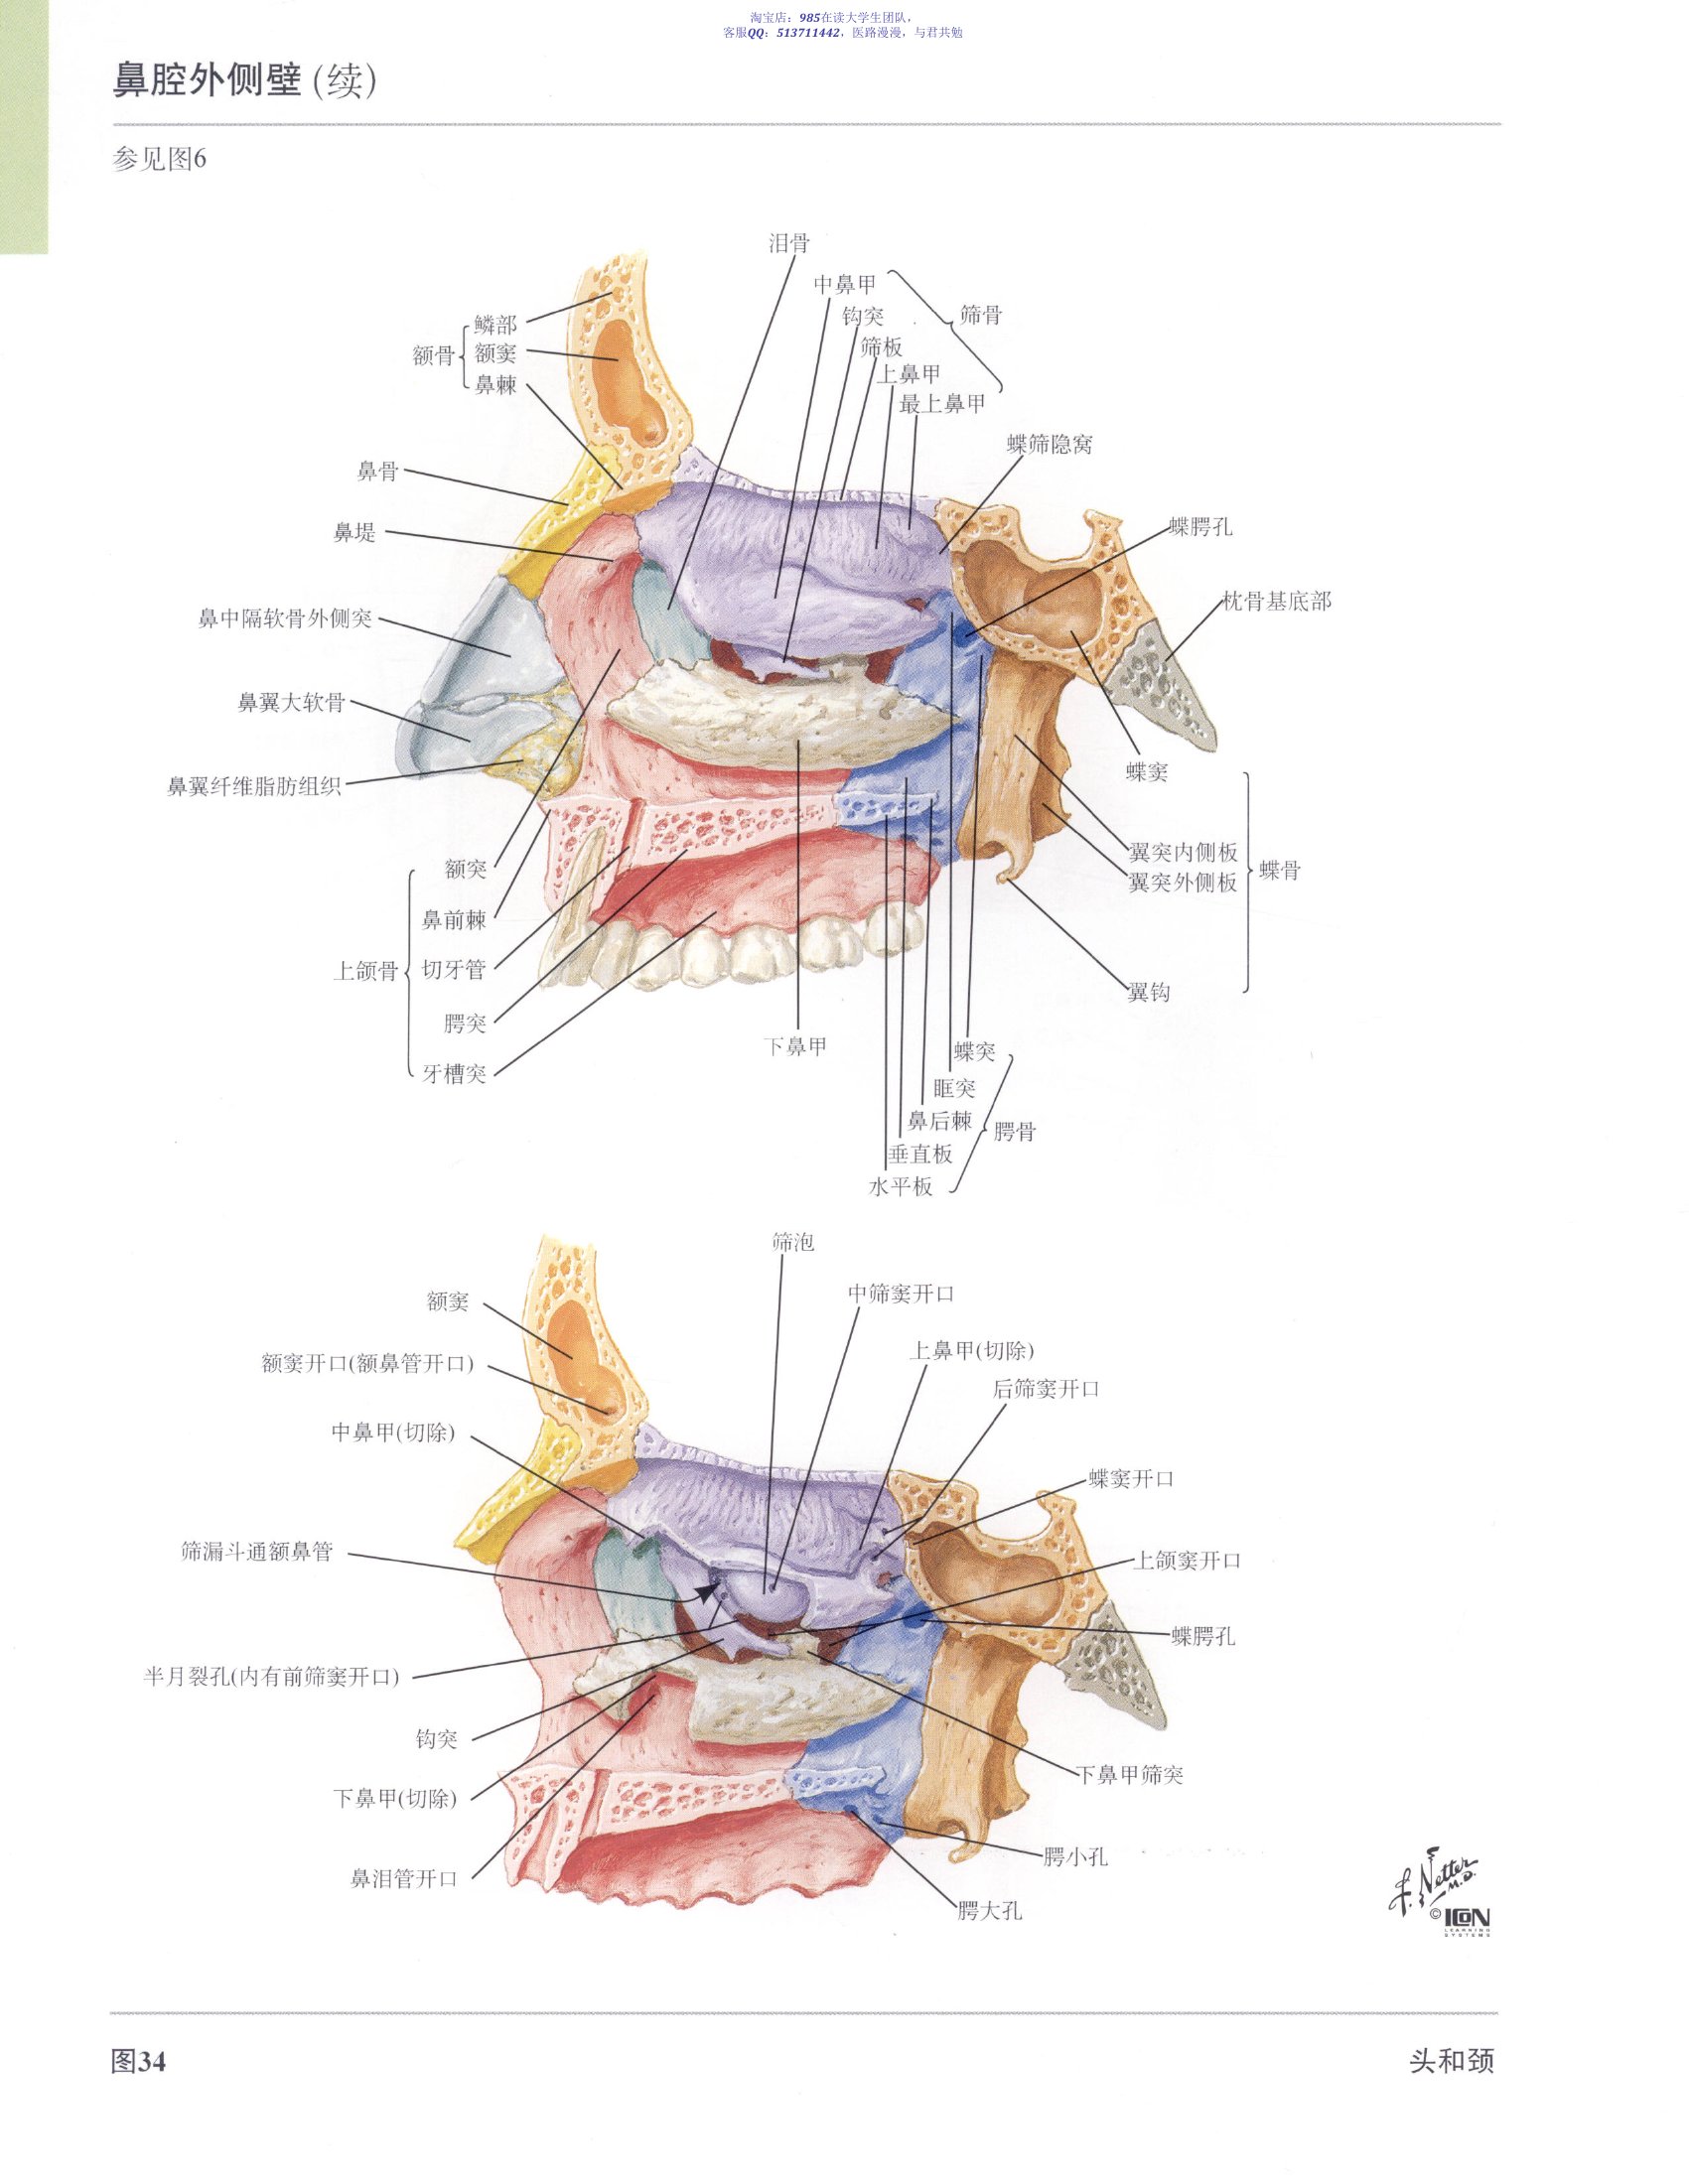 淘宝店：985在读大学生团队，
客服QQ：513711442，医路漫漫，与君共勉
鼻腔外侧壁 (续)
参见图6
泪骨
中鼻甲
钩突
筛骨
筛板
上鼻甲
最上鼻甲
鳞部
额骨
额窦
鼻棘
蝶筛隐窝
鼻骨
鼻堤
蝶腭孔
枕骨基底部
鼻中隔软骨外侧突
鼻翼大软骨
鼻翼纤维脂肪组织
蝶窦
翼突内侧板
翼突外侧板
蝶骨
额突
鼻前棘
上颌骨
切牙管
翼钩
腭突
牙槽突
下鼻甲
蝶突
眶突
鼻后棘
腭骨
垂直板
水平板
筛泡
中筛窦开口
额窦
上鼻甲(切除)
额窦开口(额鼻管开口)
后筛窦开口
中鼻甲(切除)
蝶窦开口
筛漏斗通额鼻管
上颌窦开口
蝶腭孔
半月裂孔(内有前筛窦开口)
钩突
下鼻甲筛突
下鼻甲(切除)
腭小孔
鼻泪管开口
腭大孔
F. Netter
M.D.
© ICON
LEARNING
SYSTEMS
图34
头和颈